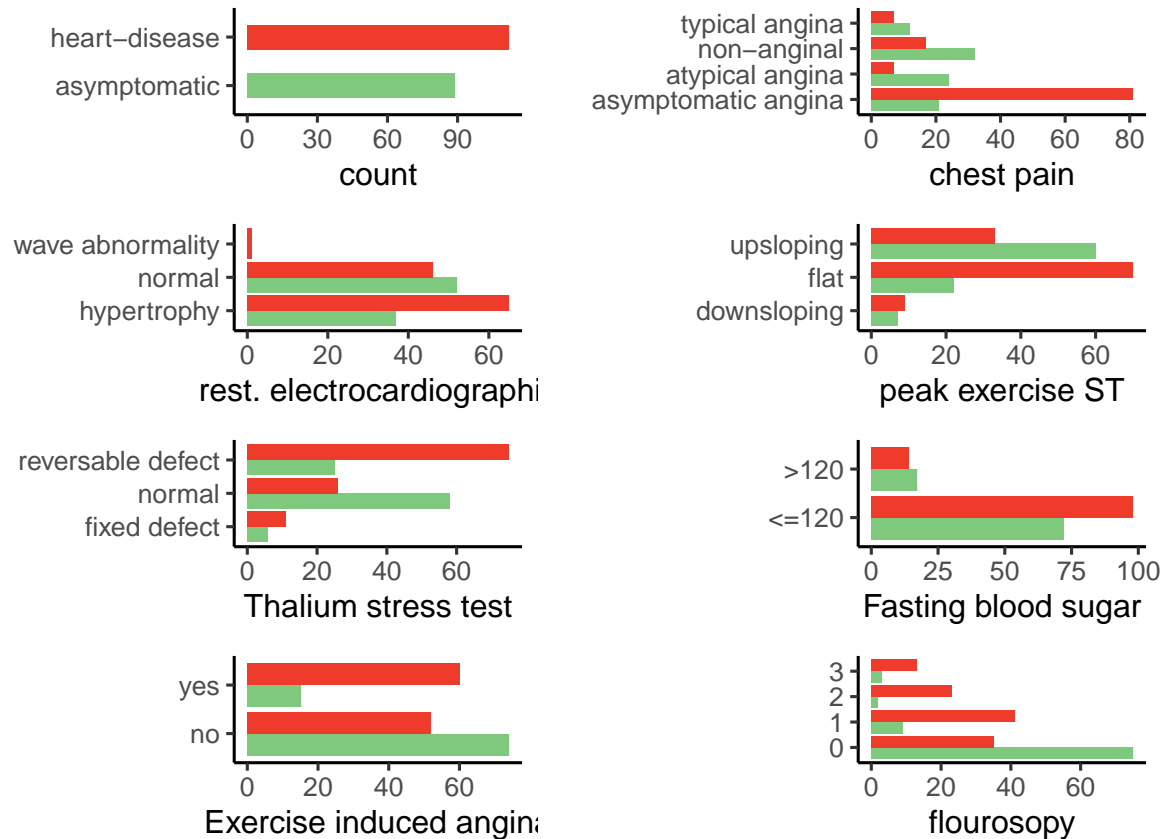 heart−disease
asymptomatic
0 30 60 90
count
typical angina
non−anginal
atypical angina
asymptomatic angina
0 20 40 60 80
chest pain
wave abnormality
normal
hypertrophy
0 20 40 60
rest. electrocardiographi
upsloping
flat
downsloping
0 20 40 60
peak exercise ST
reversable defect
normal
fixed defect
0 20 40 60
Thalium stress test
>120
<=120
0 25 50 75 100
Fasting blood sugar
yes
no
0 20 40 60
Exercise induced angina
3
2
1
0
0 20 40 60
flourosopy